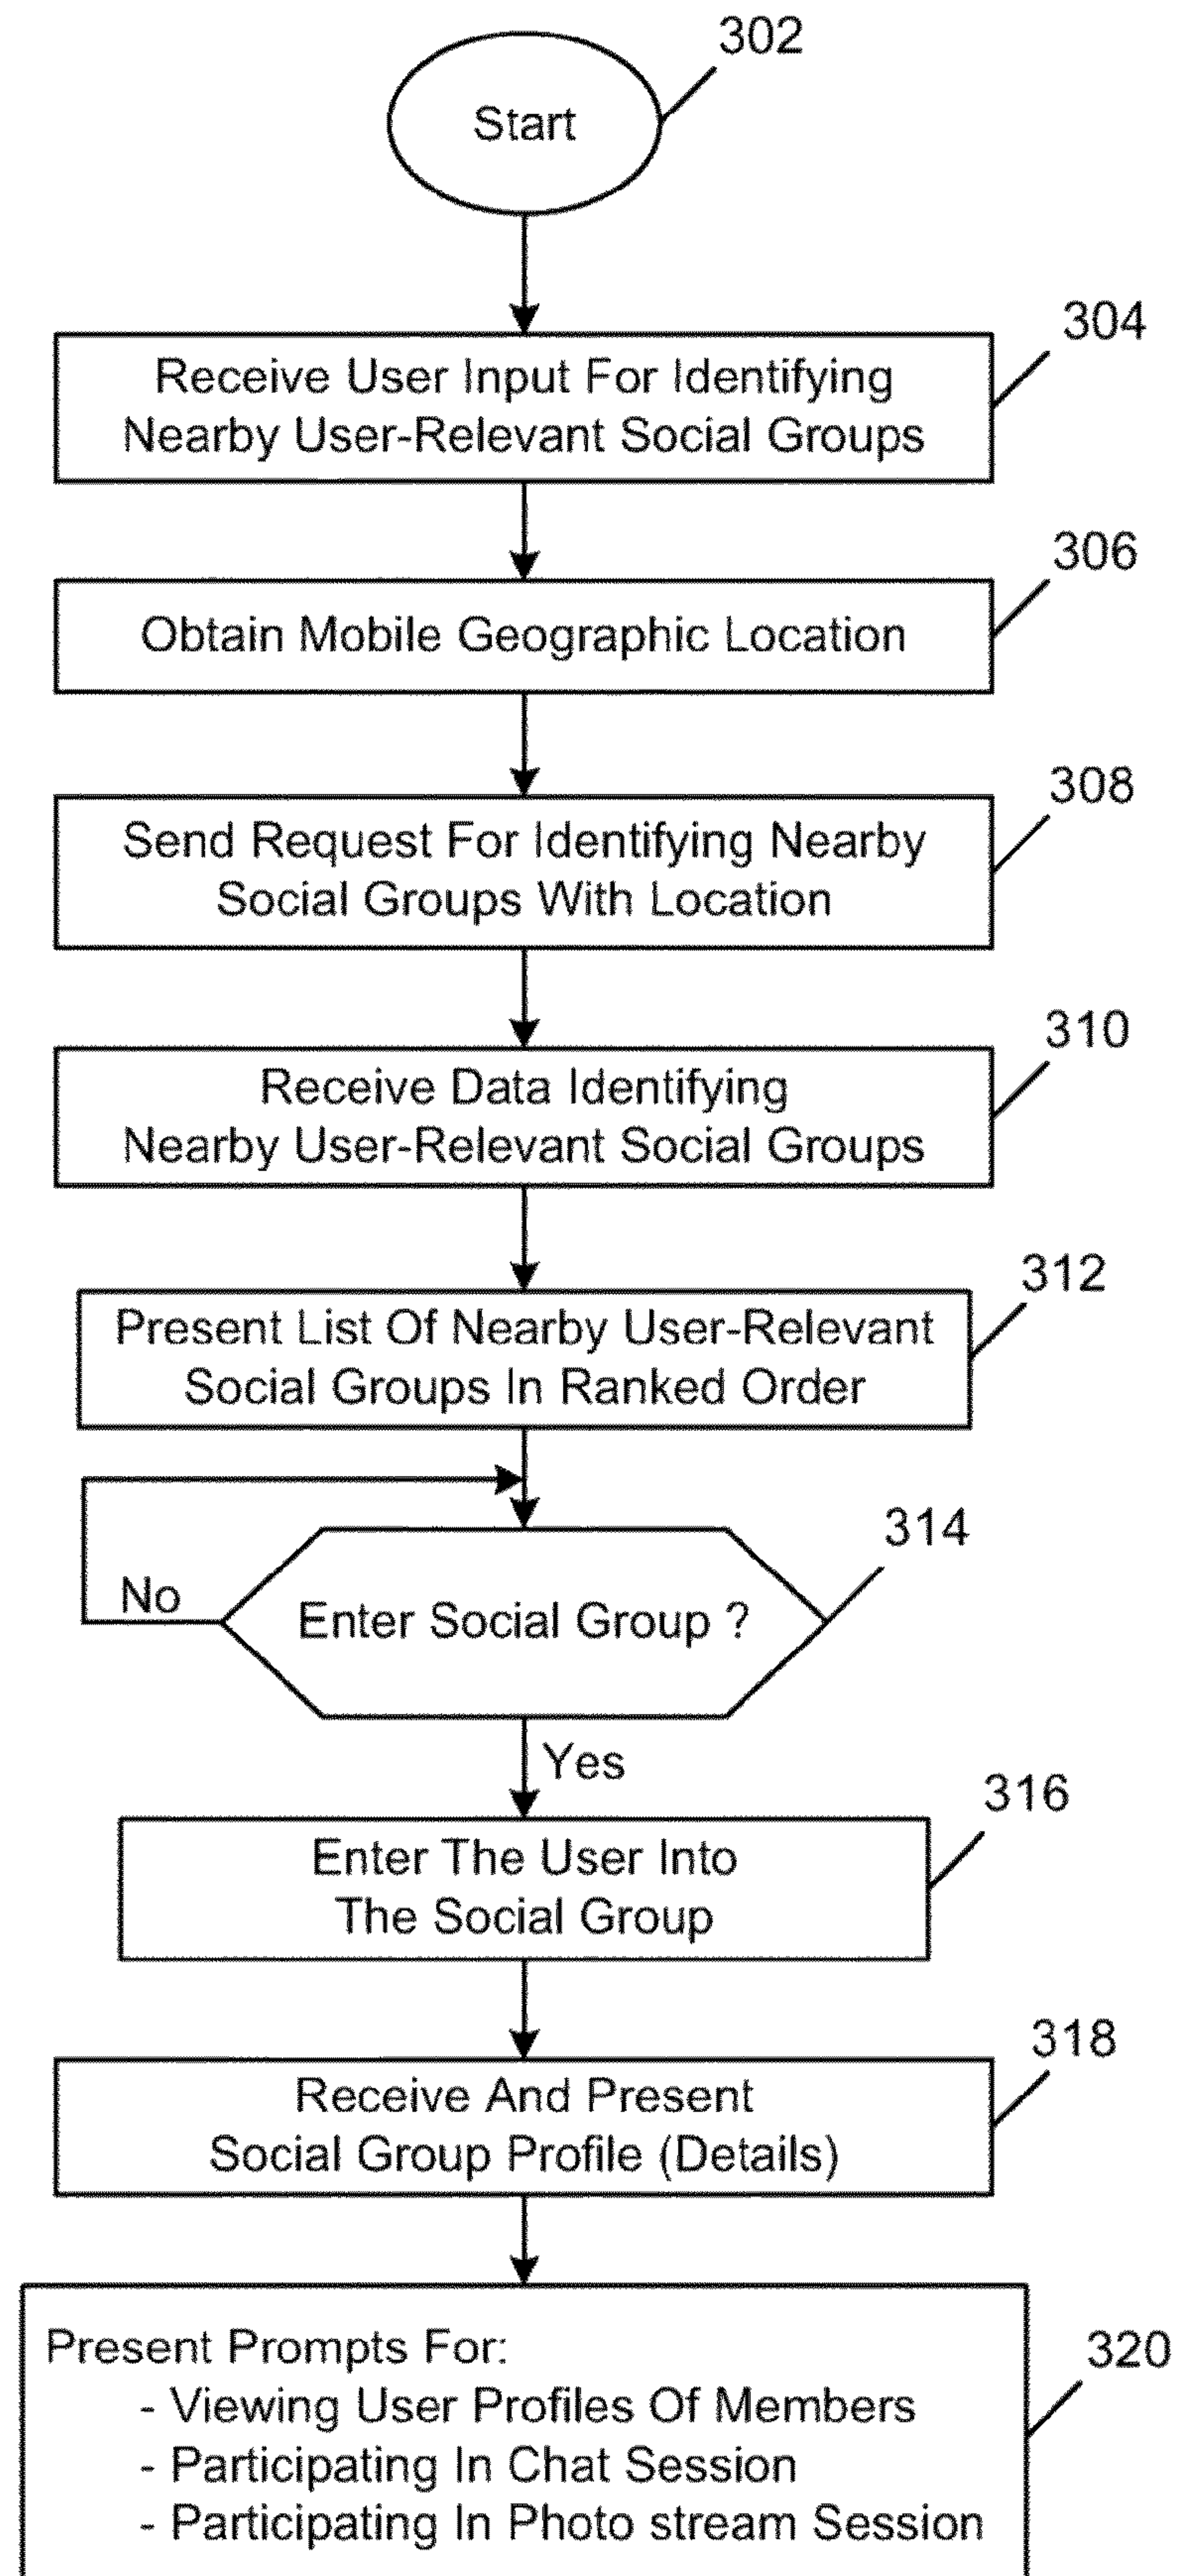 302
Start
304
Receive User Input For Identifying
Nearby User-Relevant Social Groups
306
Obtain Mobile Geographic Location
308
Send Request For Identifying Nearby
Social Groups With Location
310
Receive Data Identifying
Nearby User-Relevant Social Groups
312
Present List Of Nearby User-Relevant
Social Groups In Ranked Order
314
No
Enter Social Group ?
Yes
316
Enter The User Into
The Social Group
318
Receive And Present
Social Group Profile (Details)
320
Present Prompts For:
- Viewing User Profiles Of Members
- Participating In Chat Session
- Participating In Photo stream Session